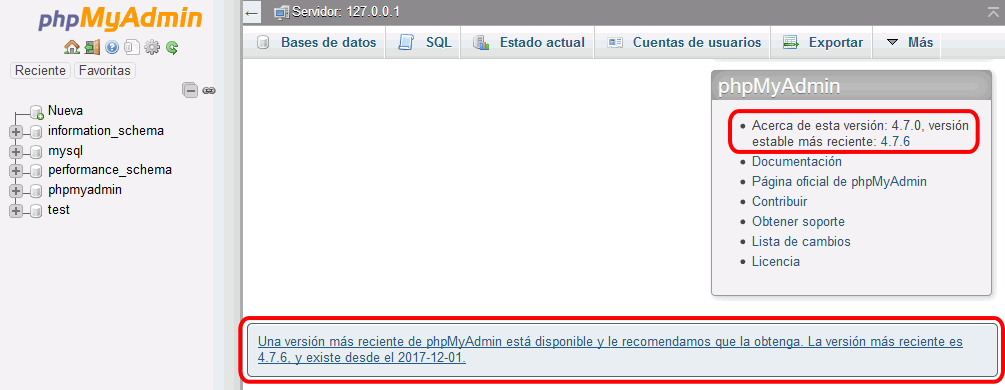 phpMyAdmin
Reciente Favoritas
Nueva
information_schema
mysql
performance_schema
phpmyadmin
test
Servidor: 127.0.0.1
Bases de datos SQL Estado actual Cuentas de usuarios Exportar Más
phpMyAdmin
Acerca de esta versión: 4.7.0, versión
estable más reciente: 4.7.6
Documentación
Página oficial de phpMyAdmin
Contribuir
Obtener soporte
Lista de cambios
Licencia
Una versión más reciente de phpMyAdmin está disponible y le recomendamos que la obtenga. La versión más reciente es
4.7.6, y existe desde el 2017-12-01.